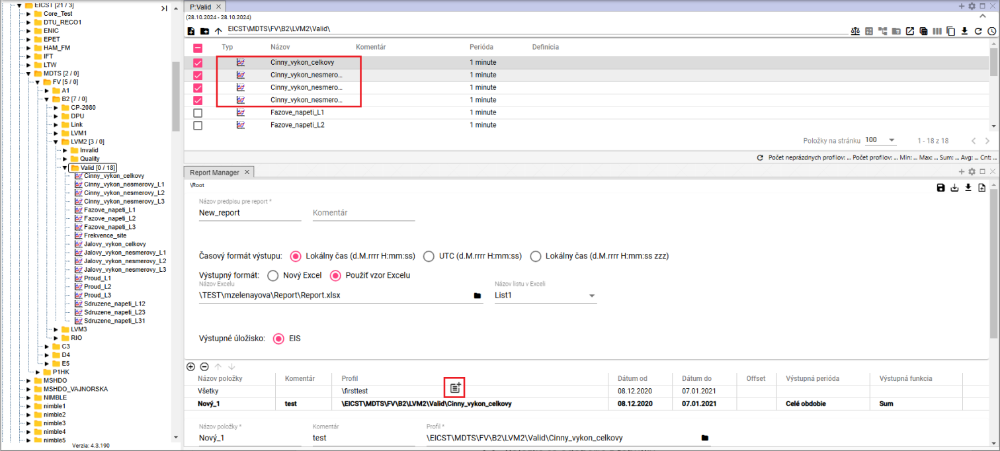 EICST [21 / 3]
Core_Test
DTU_RECO1
ENIC
EPET
HAM_FM
IFT
LTW
MDTS [2 / 0]
FV [5 / 0]
A1
B2 [7 / 0]
CP-2080
DPU
Link
LVM1
LVM2 [3 / 0]
Invalid
Quality
Valid [0 / 18]
Cinny_vykon_celkovy
Cinny_vykon_nesmerovy_L1
Cinny_vykon_nesmerovy_L2
Cinny_vykon_nesmerovy_L3
Fazove_napeti_L1
Fazove_napeti_L2
Fazove_napeti_L3
Frekvence_site
Jalovy_vykon_celkovy
Jalovy_vykon_nesmerovy_L1
Jalovy_vykon_nesmerovy_L2
Jalovy_vykon_nesmerovy_L3
Proud_L1
Proud_L2
Proud_L3
Sdruzene_napeti_L12
Sdruzene_napeti_L23
Sdruzene_napeti_L31
LVM3
RIO
C3
D4
E5
P1HK
MSHDO
MSHDO_VAJNORSKA
NIMBLE
nimble1
nimble2
nimble3
nimble4
nimble5
Verzia: 4.3.190
P:Valid
(28.10.2024 - 28.10.2024)
EICST\MDTS\FV\B2\LVM2\Valid\
Typ Názov Komentár Perióda Definícia
Cinny_vykon_celkovy 1 minute
Cinny_vykon_nesmero... 1 minute
Cinny_vykon_nesmero... 1 minute
Cinny_vykon_nesmero... 1 minute
Fazove_napeti_L1 1 minute
Fazove_napeti_L2 1 minute
Položky na stránku 100 1 - 18 z 18
Počet neprázdnych profilov: ... Počet profilov: ... Min: ... Max: ... Sum: ... Avg: ... Cnt: ...
Report Manager
\Root
Názov predpisu pre report *
New_report Komentár
Časový formát výstupu: Lokálny čas (d.M.rrrr H:mm:ss) UTC (d.M.rrrr H:mm:ss) Lokálny čas (d.M.rrrr H:mm:ss zzz)
Výstupný formát: Nový Excel Použiť vzor Excelu
Názov Excelu Názov listu v Exceli
\TEST\mzelenayova\Report\Report.xlsx List1
Výstupné úložisko: EIS
Názov položky Komentár Profil Dátum od Dátum do Offset Výstupná perióda Výstupná funkcia
Všetky \firsttest 08.12.2020 07.01.2021
Nový_1 test \EICST\MDTS\FV\B2\LVM2\Valid\Cinny_vykon_celkovy 08.12.2020 07.01.2021 Celé obdobie Sum
Názov položky * Komentár Profil *
Nový_1 test \EICST\MDTS\FV\B2\LVM2\Valid\Cinny_vykon_celkovy